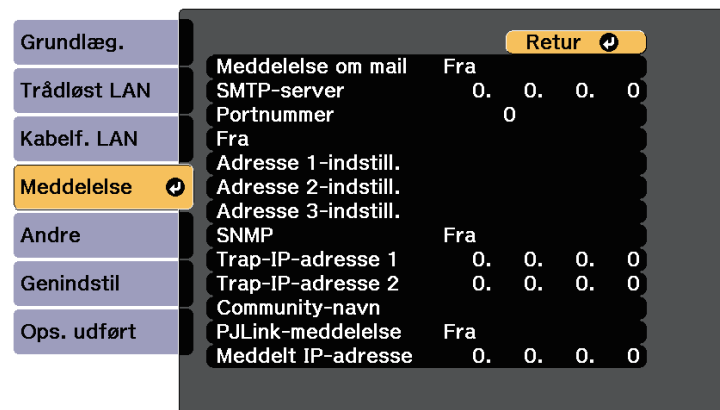 Grundlæg.
Trådløst LAN
Kabelf. LAN
Meddelelse
Andre
Genindstil
Ops. udført
Retur
Meddelelse om mail Fra
SMTP-server 0. 0. 0. 0
Portnummer 0
Fra
Adresse 1-indstill.
Adresse 2-indstill.
Adresse 3-indstill.
SNMP Fra
Trap-IP-adresse 1 0. 0. 0. 0
Trap-IP-adresse 2 0. 0. 0. 0
Community-navn
PJLink-meddelelse Fra
Meddelt IP-adresse 0. 0. 0. 0